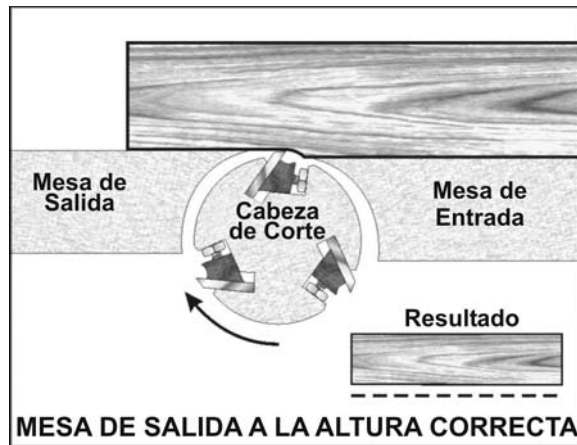 Mesa de
Salida
Cabeza
de Corte
Mesa de
Entrada
Resultado
MESA DE SALIDA A LA ALTURA CORRECTA